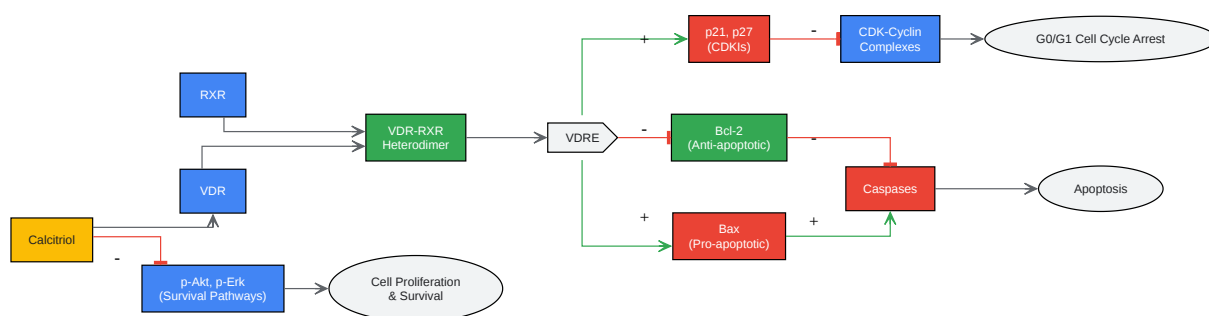 p21, p27
(CDKIs)
CDK-Cyclin
Complexes
G0/G1 Cell Cycle Arrest
+
-
RXR
VDR-RXR
Heterodimer
VDRE
-
Bcl-2
(Anti-apoptotic)
-
VDR
Caspases
Apoptosis
Calcitriol
-
+
Bax
(Pro-apoptotic)
+
p-Akt, p-Erk
(Survival Pathways)
Cell Proliferation
& Survival